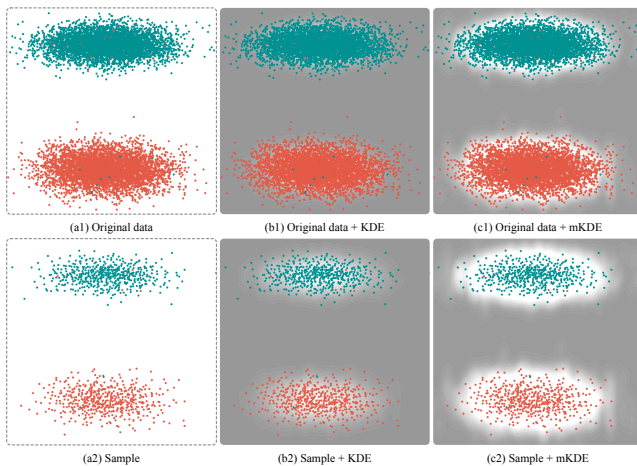 (a1) Original data
(b1) Original data + KDE
(c1) Original data + mKDE
(a2) Sample
(b2) Sample + KDE
(c2) Sample + mKDE